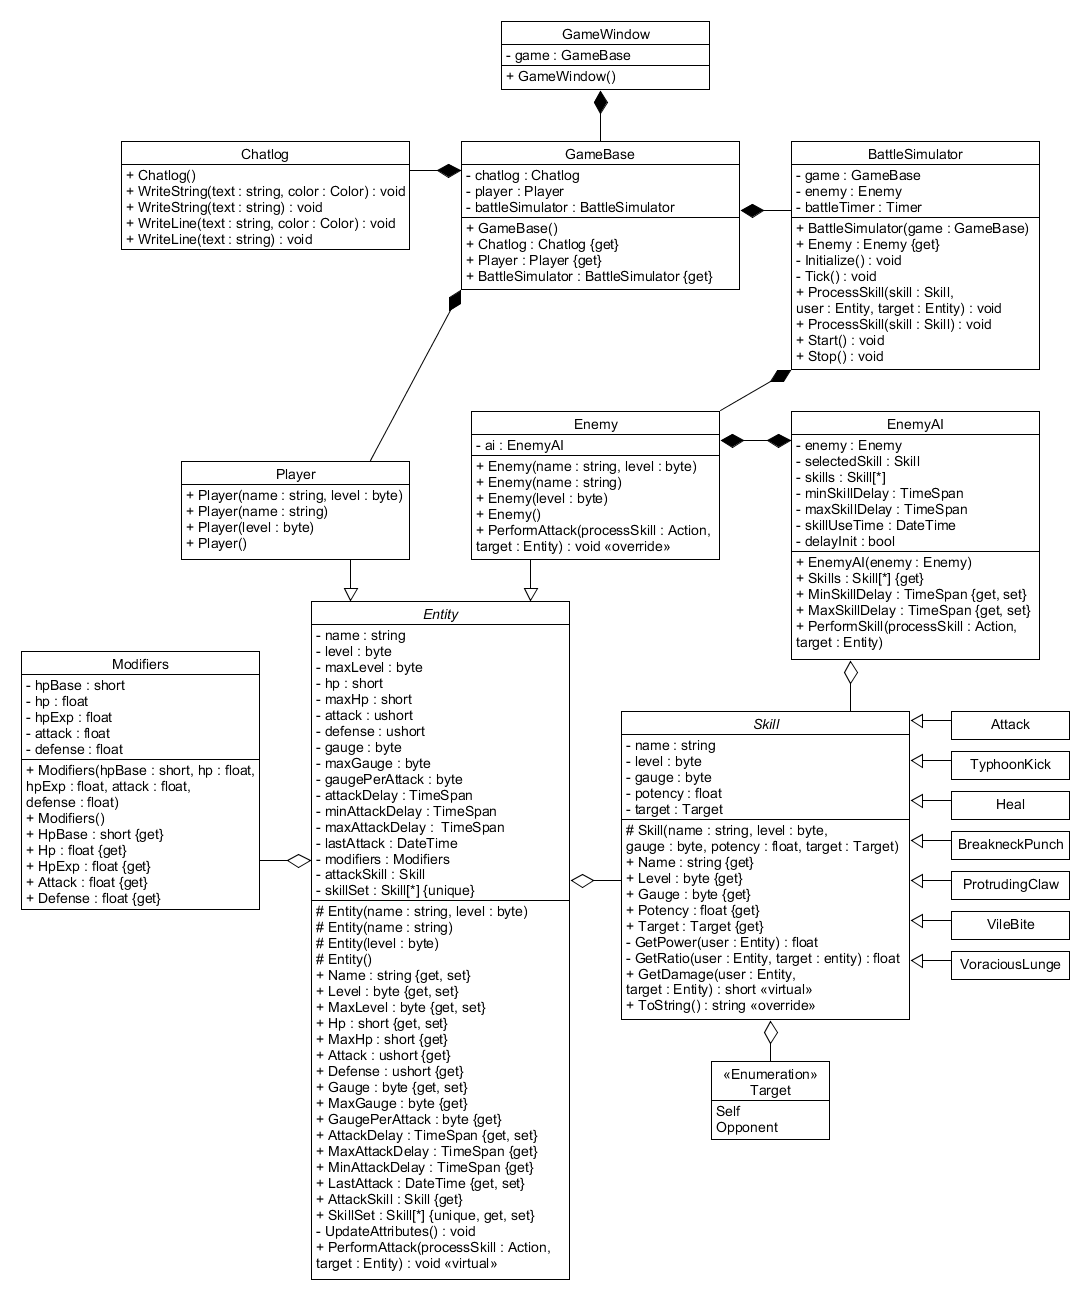 GameWindow
- game : GameBase
+ GameWindow()
Chatlog
+ Chatlog()
+ WriteString(text : string, color : Color) : void
+ WriteString(text : string) : void
+ WriteLine(text : string, color : Color) : void
+ WriteLine(text : string) : void
GameBase
- chatlog : Chatlog
- player : Player
- battleSimulator : BattleSimulator
+ GameBase()
+ Chatlog : Chatlog {get}
+ Player : Player {get}
+ BattleSimulator : BattleSimulator {get}
BattleSimulator
- game : GameBase
- enemy : Enemy
- battleTimer : Timer
+ BattleSimulator(game : GameBase)
+ Enemy : Enemy {get}
- Initialize() : void
- Tick() : void
+ ProcessSkill(skill : Skill,
user : Entity, target : Entity) : void
+ ProcessSkill(skill : Skill) : void
+ Start() : void
+ Stop() : void
Player
+ Player(name : string, level : byte)
+ Player(name : string)
+ Player(level : byte)
+ Player()
Enemy
- ai : EnemyAI
+ Enemy(name : string, level : byte)
+ Enemy(name : string)
+ Enemy(level : byte)
+ Enemy()
+ PerformAttack(processSkill : Action,
target : Entity) : void «override»
EnemyAI
- enemy : Enemy
- selectedSkill : Skill
- skills : Skill[*]
- minSkillDelay : TimeSpan
- maxSkillDelay : TimeSpan
- skillUseTime : DateTime
- delayInit : bool
+ EnemyAI(enemy : Enemy)
+ Skills : Skill[*] {get}
+ MinSkillDelay : TimeSpan {get, set}
+ MaxSkillDelay : TimeSpan {get, set}
+ PerformSkill(processSkill : Action,
target : Entity)
Modifiers
- hpBase : short
- hp : float
- hpExp : float
- attack : float
- defense : float
+ Modifiers(hpBase : short, hp : float,
hpExp : float, attack : float,
defense : float)
+ Modifiers()
+ HpBase : short {get}
+ Hp : float {get}
+ HpExp : float {get}
+ Attack : float {get}
+ Defense : float {get}
Entity
- name : string
- level : byte
- maxLevel : byte
- hp : short
- maxHp : short
- attack : ushort
- defense : ushort
- gauge : byte
- maxGauge : byte
- gaugePerAttack : byte
- attackDelay : TimeSpan
- minAttackDelay : TimeSpan
- maxAttackDelay :  TimeSpan
- lastAttack : DateTime
- modifiers : Modifiers
- attackSkill : Skill
- skillSet : Skill[*] {unique}
# Entity(name : string, level : byte)
# Entity(name : string)
# Entity(level : byte)
# Entity()
+ Name : string {get, set}
+ Level : byte {get, set}
+ MaxLevel : byte {get, set}
+ Hp : short {get, set}
+ MaxHp : short {get}
+ Attack : ushort {get}
+ Defense : ushort {get}
+ Gauge : byte {get, set}
+ MaxGauge : byte {get}
+ GaugePerAttack : byte {get}
+ AttackDelay : TimeSpan {get, set}
+ MaxAttackDelay : TimeSpan {get}
+ MinAttackDelay : TimeSpan {get}
+ LastAttack : DateTime {get, set}
+ AttackSkill : Skill {get}
+ SkillSet : Skill[*] {unique, get, set}
- UpdateAttributes() : void
+ PerformAttack(processSkill : Action,
target : Entity) : void «virtual»
Skill
- name : string
- level : byte
- gauge : byte
- potency : float
- target : Target
# Skill(name : string, level : byte,
gauge : byte, potency : float, target : Target)
+ Name : string {get}
+ Level : byte {get}
+ Gauge : byte {get}
+ Potency : float {get}
+ Target : Target {get}
- GetPower(user : Entity) : float
- GetRatio(user : Entity, target : entity) : float
+ GetDamage(user : Entity,
target : Entity) : short «virtual»
+ ToString() : string «override»
Attack
TyphoonKick
Heal
BreakneckPunch
ProtrudingClaw
VileBite
VoraciousLunge
«Enumeration»
Target
Self
Opponent